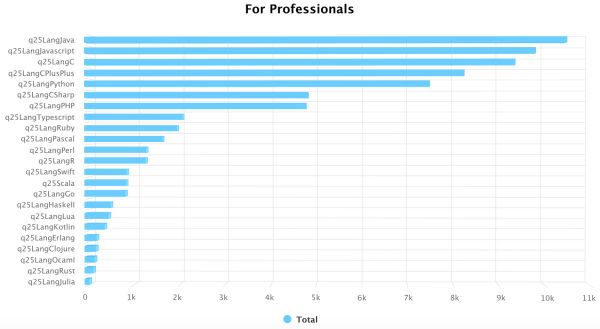 For Professionals
q25LangJava
q25LangJavascript
q25LangC
q25LangCPlusPlus
q25LangPython
q25LangCSharp
q25LangPHP
q25LangTypescript
q25LangRuby
q25LangPascal
q25LangPerl
q25LangR
q25LangSwift
q25Scala
q25LangGo
q25LangHaskell
q25LangLua
q25LangKotlin
q25LangErlang
q25LangClojure
q25LangOcaml
q25LangRust
q25LangJulia
0 1k 2k 3k 4k 5k 6k 7k 8k 9k 10k 11k
Total